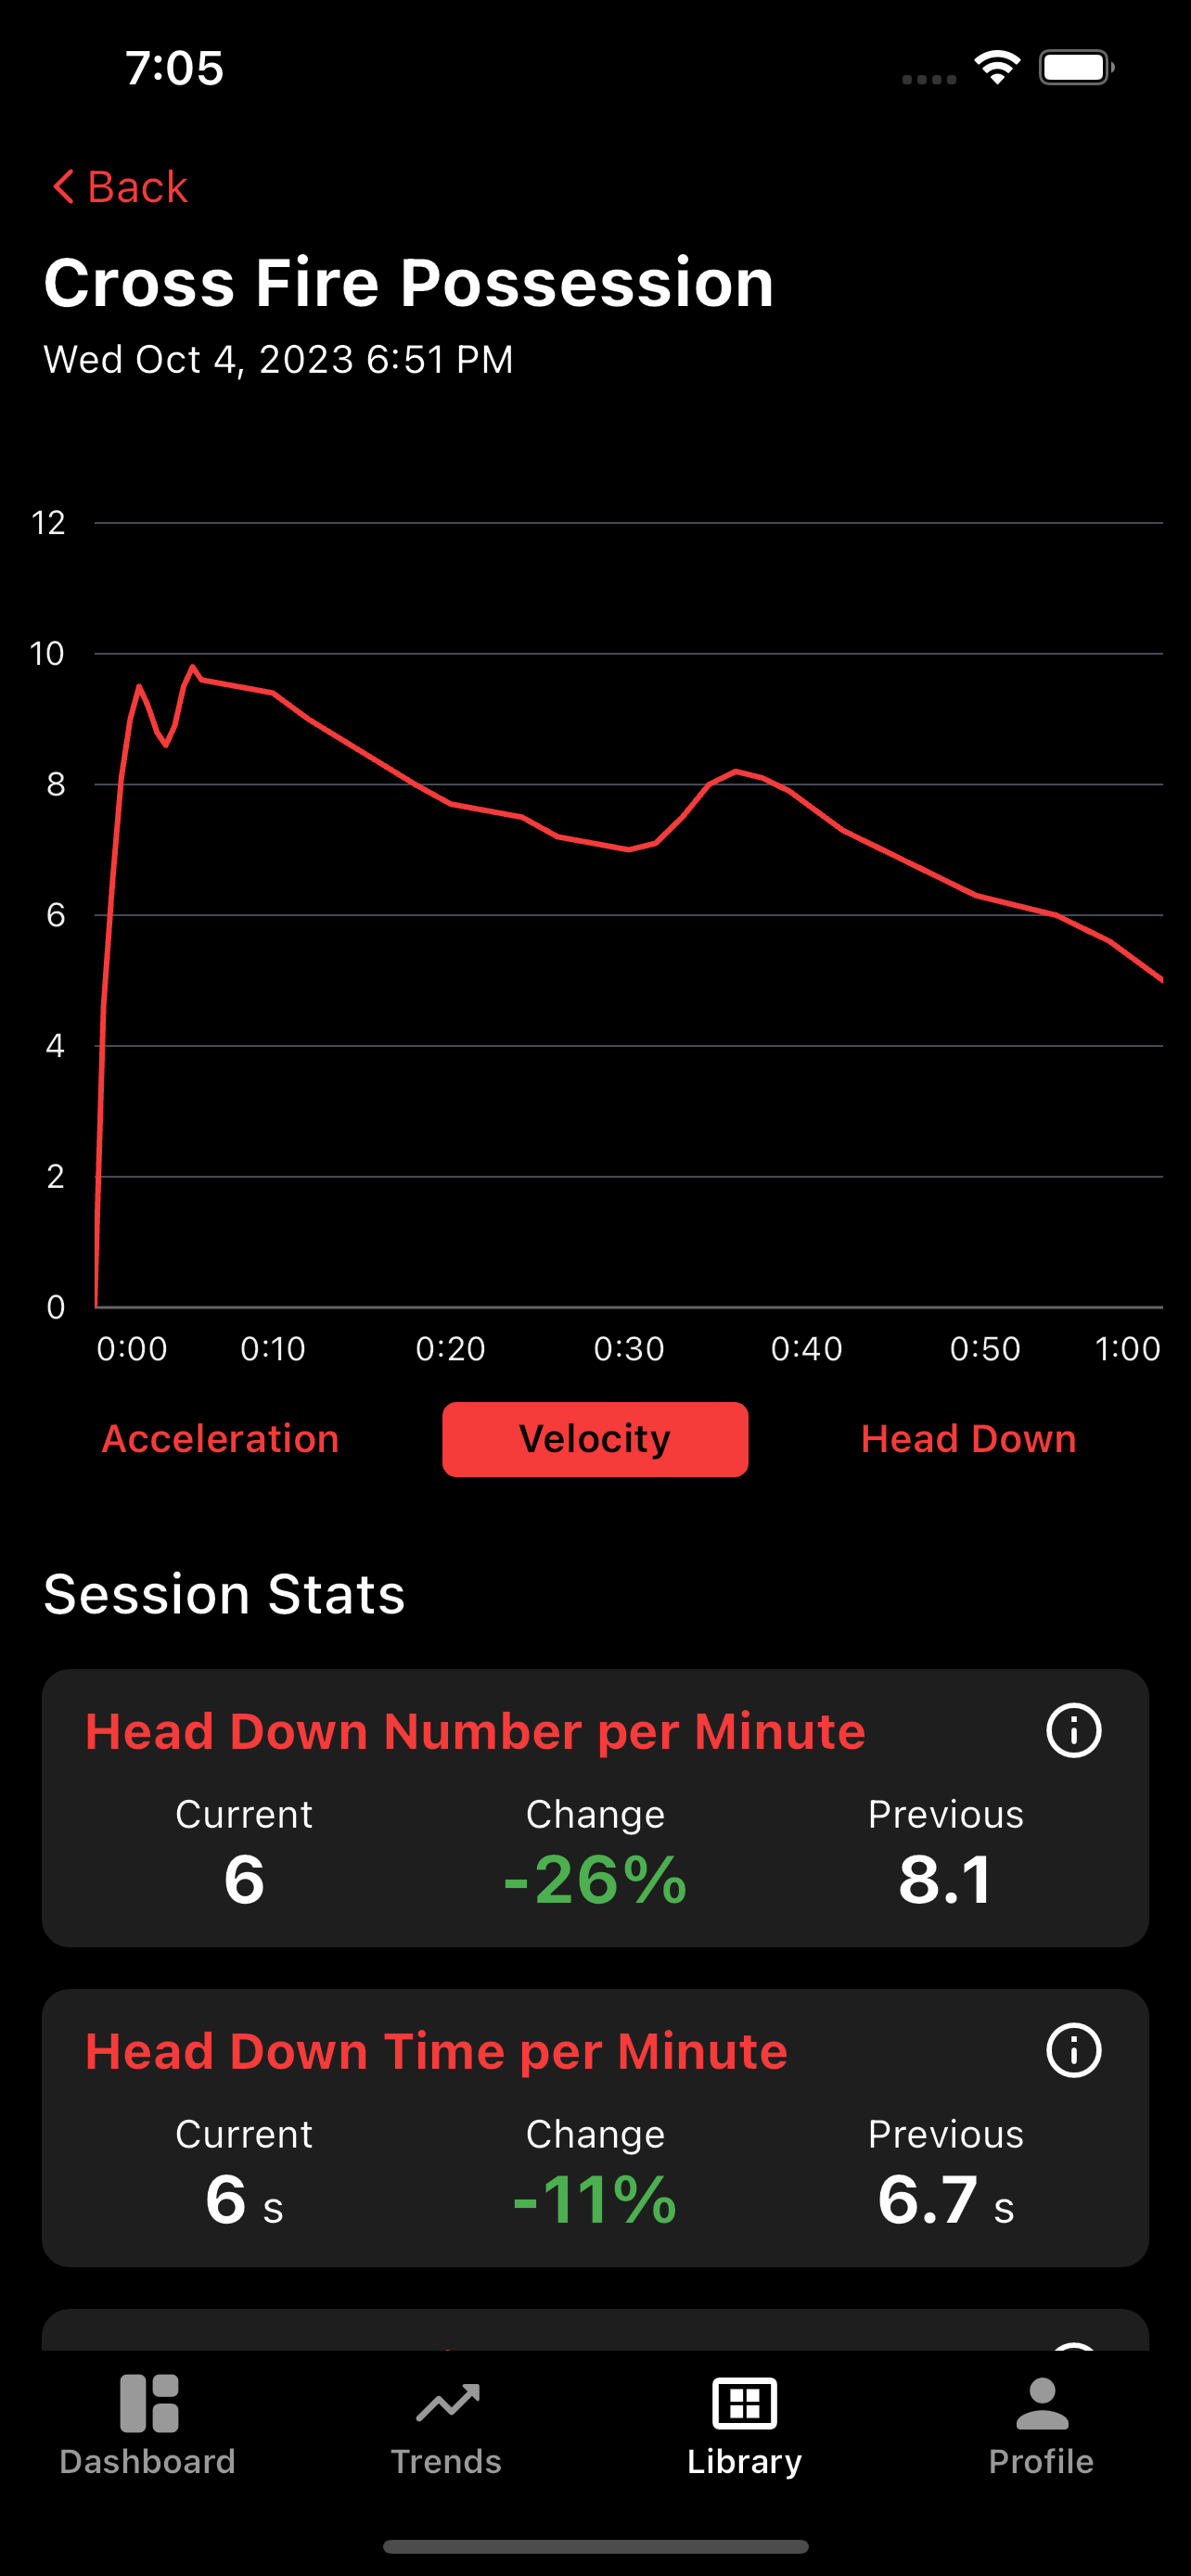 7:05
Back
Cross Fire Possession
Wed Oct 4, 2023 6:51 PM
12
10
8
6
4
2
0
0:00 0:10 0:20 0:30 0:40 0:50 1:00
Acceleration Velocity Head Down
Session Stats
Head Down Number per Minute
Current Change Previous
6 -26% 8.1
Head Down Time per Minute
Current Change Previous
6 s -11% 6.7 s
Dashboard Trends Library Profile